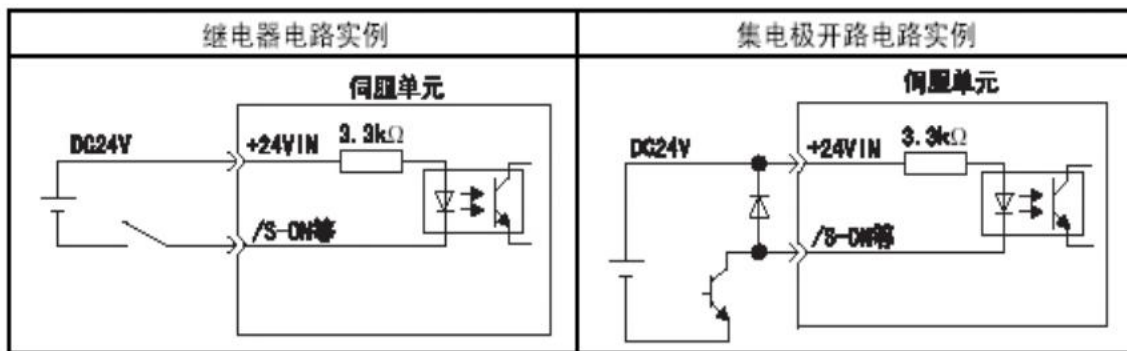 继电器电路实例
集电极开路电路实例
伺服单元
DC24V
+24VIN
3.3kΩ
/S-ON等
伺服单元
DC24V
+24VIN
3.3kΩ
/S-ON等